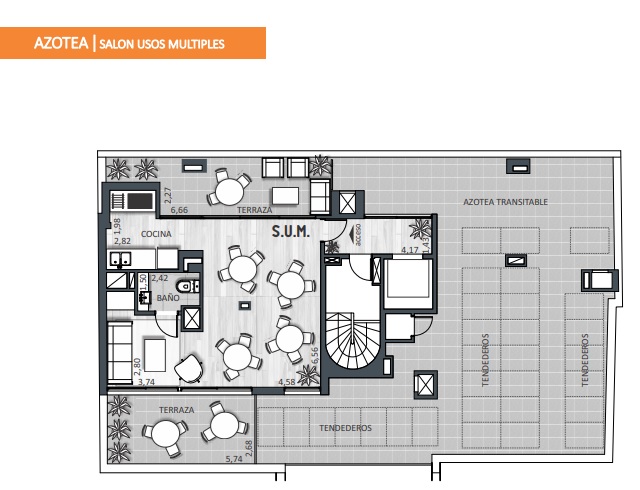 AZOTEA | SALON USOS MULTIPLES
2,27
6,66
TERRAZA
AZOTEA TRANSITABLE
1,98
COCINA
2,82
S.U.M.
acceso
4,17
1,43
1,50
2,42
BAÑO
2,80
3,74
6,56
4,58
TENDEDEROS
TENDEDEROS
TERRAZA
TENDEDEROS
5,74
2,68